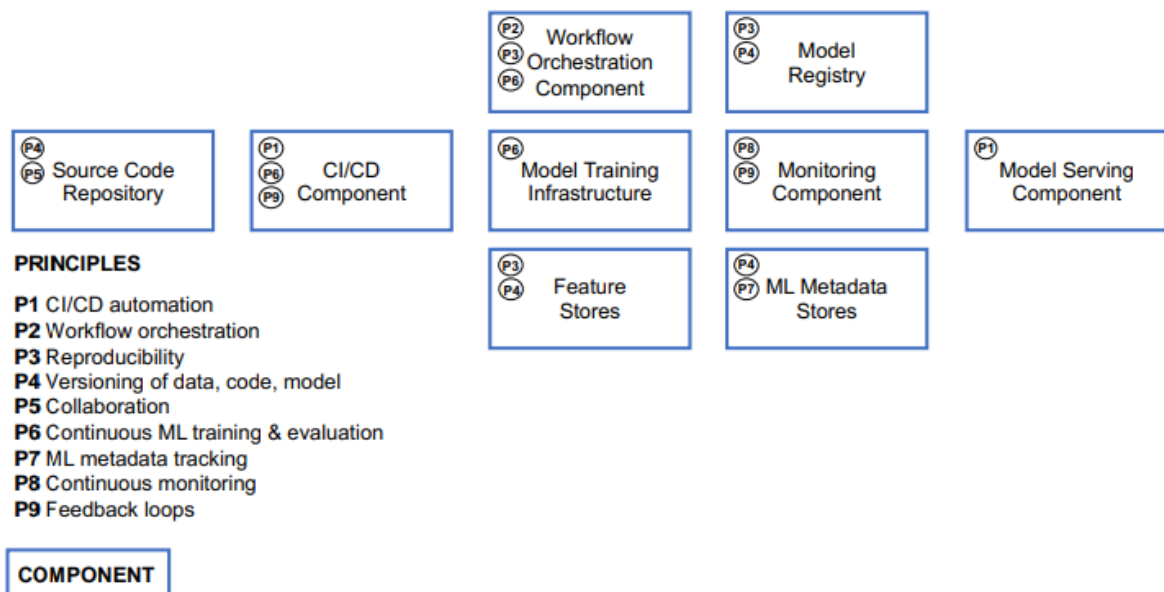 P2
P3
P6
Workflow
Orchestration
Component
P3
P4
Model
Registry
P4
P5
Source Code
Repository
P1
P6
P9
CI/CD
Component
P6
Model Training
Infrastructure
P8
P9
Monitoring
Component
P1
Model Serving
Component
P3
P4
Feature
Stores
P4
P7
ML Metadata
Stores
PRINCIPLES
P1 CI/CD automation
P2 Workflow orchestration
P3 Reproducibility
P4 Versioning of data, code, model
P5 Collaboration
P6 Continuous ML training & evaluation
P7 ML metadata tracking
P8 Continuous monitoring
P9 Feedback loops
COMPONENT